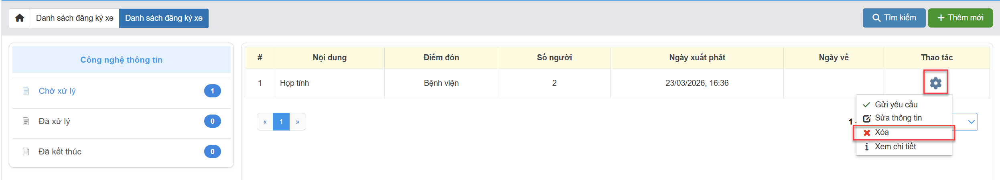 Danh sách đăng ký xe Danh sách đăng ký xe Tìm kiếm + Thêm mới
Công nghệ thông tin
Chờ xử lý 1
Đã xử lý 0
Đã kết thúc 0
# Nội dung Điểm đón Số người Ngày xuất phát Ngày về Thao tác
1 Họp tỉnh Bệnh viện 2 23/03/2026, 16:36
Gửi yêu cầu
Sửa thông tin
Xóa
Xem chi tiết
« 1 » 1 -